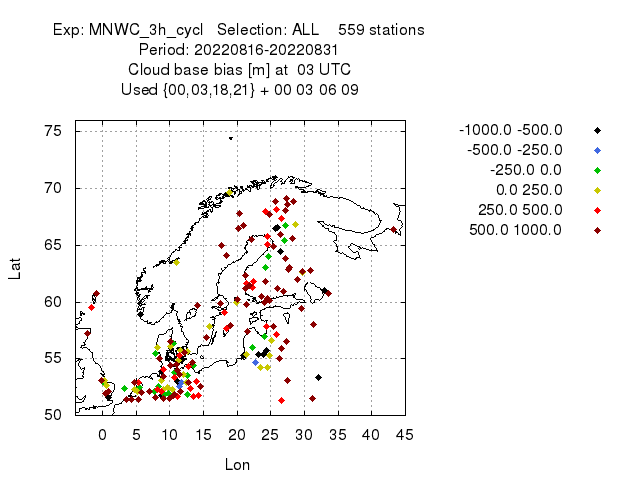 Exp: MNWC_3h_cycl   Selection: ALL    559 stations
Period: 20220816-20220831
Cloud base bias [m] at  03 UTC
Used {00,03,18,21} + 00 03 06 09
-1000.0 -500.0
-500.0 -250.0
-250.0 0.0
0.0 250.0
250.0 500.0
500.0 1000.0
Lat
75
70
65
60
55
50
0 5 10 15 20 25 30 35 40 45
Lon